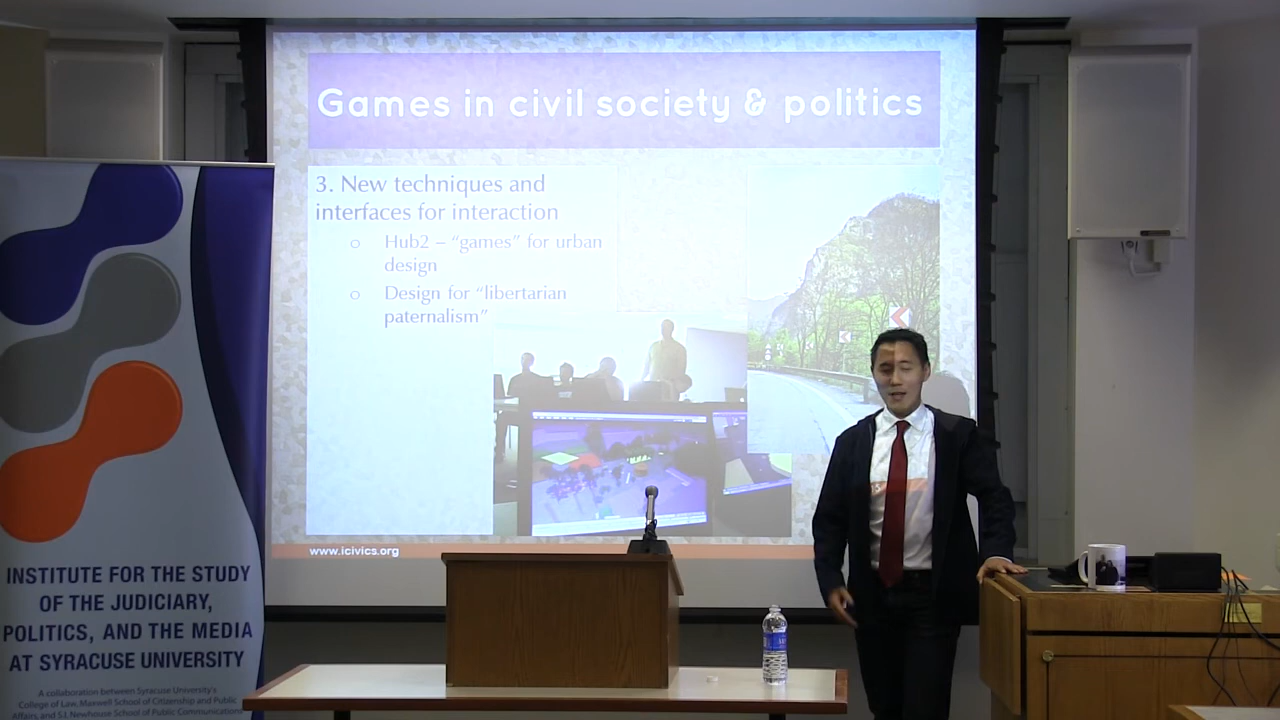 Games in civil society & politics
3. New techniques and
interfaces for interaction
o Hub2 – “games” for urban
design
o Design for “libertarian
paternalism”
www.icivics.org
INSTITUTE FOR THE STUDY
OF THE JUDICIARY,
POLITICS, AND THE MEDIA
AT SYRACUSE UNIVERSITY
A collaboration between Syracuse University's
College of Law, Maxwell School of Citizenship and Public
Affairs, and S.I. Newhouse School of Public Communications